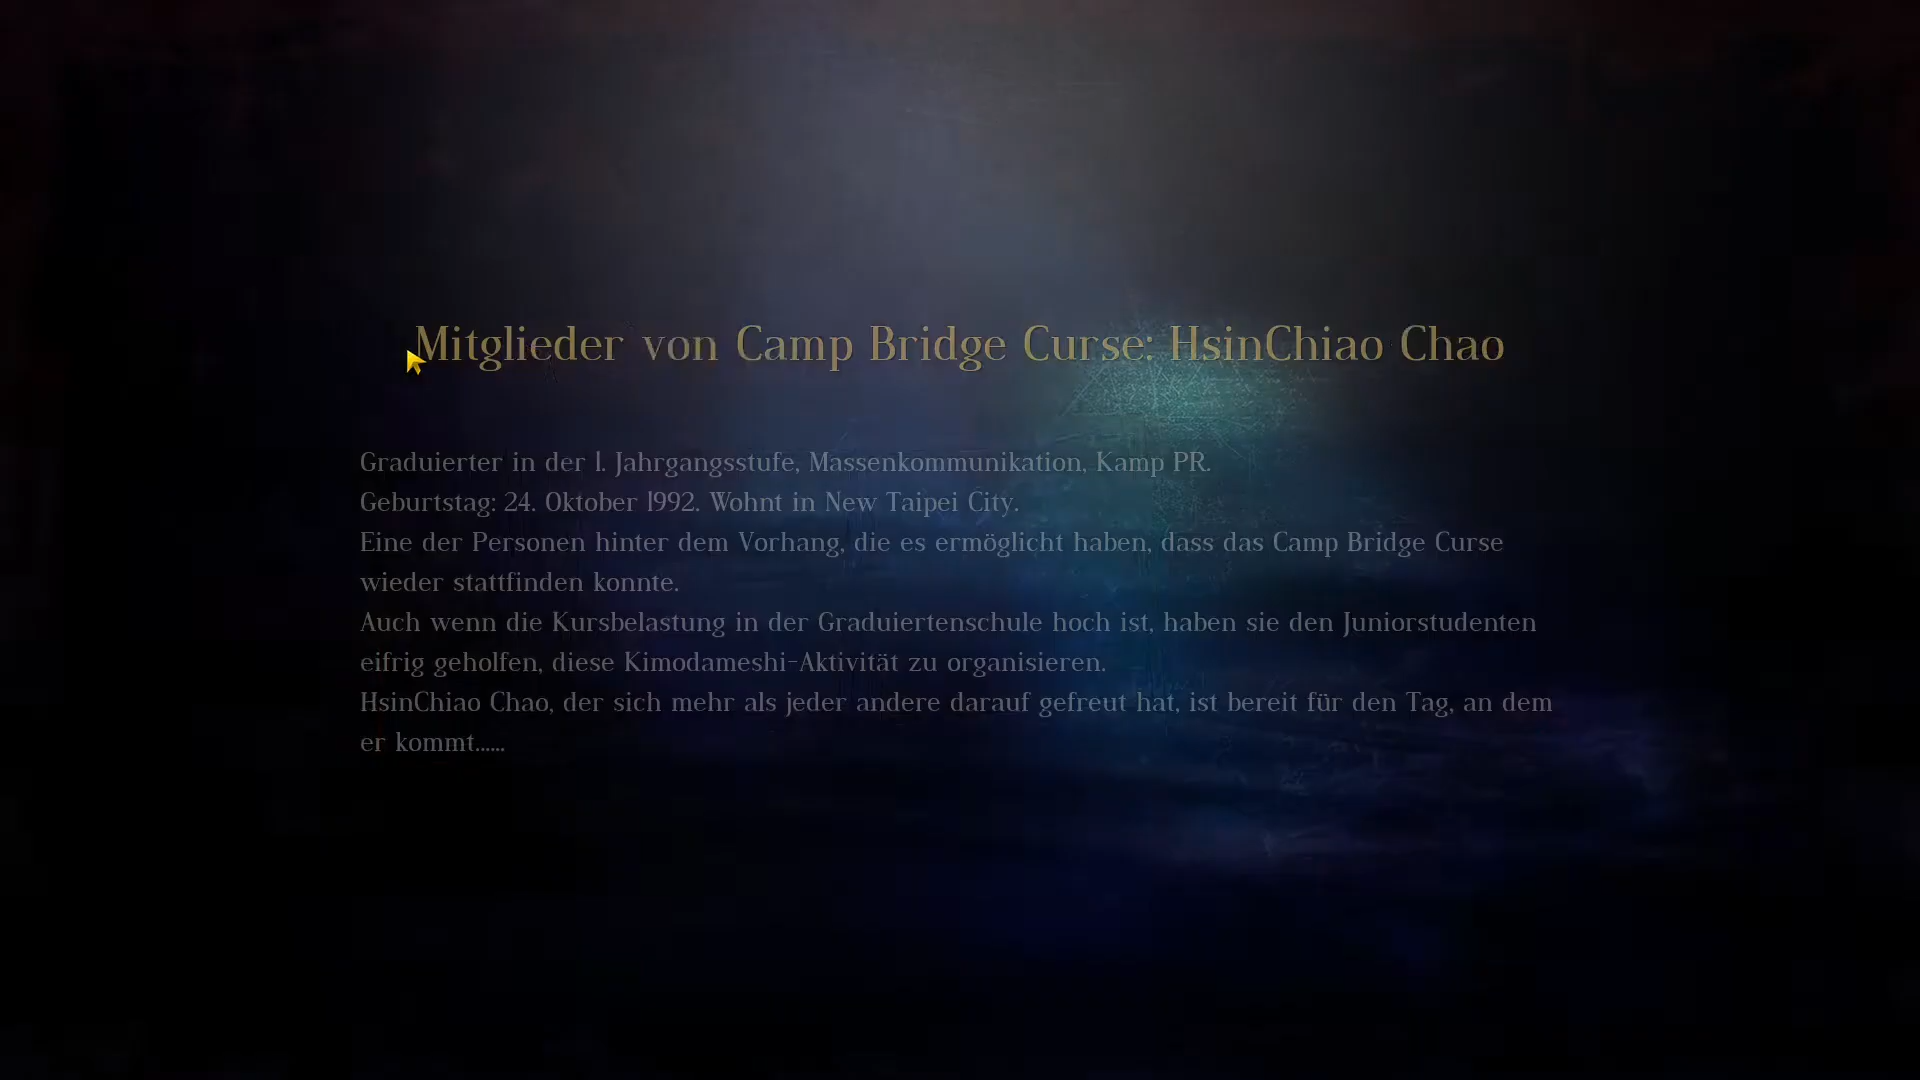 Mitglieder von Camp Bridge Curse: HsinChiao Chao
Graduierter in der 1. Jahrgangsstufe, Massenkommunikation, Kamp PR.
Geburtstag: 24. Oktober 1992. Wohnt in New Taipei City.
Eine der Personen hinter dem Vorhang, die es ermöglicht haben, dass das Camp Bridge Curse
wieder stattfinden konnte.
Auch wenn die Kursbelastung in der Graduiertenschule hoch ist, haben sie den Juniorstudenten
eifrig geholfen, diese Kimodameshi-Aktivität zu organisieren.
HsinChiao Chao, der sich mehr als jeder andere darauf gefreut hat, ist bereit für den Tag, an dem
er kommt......